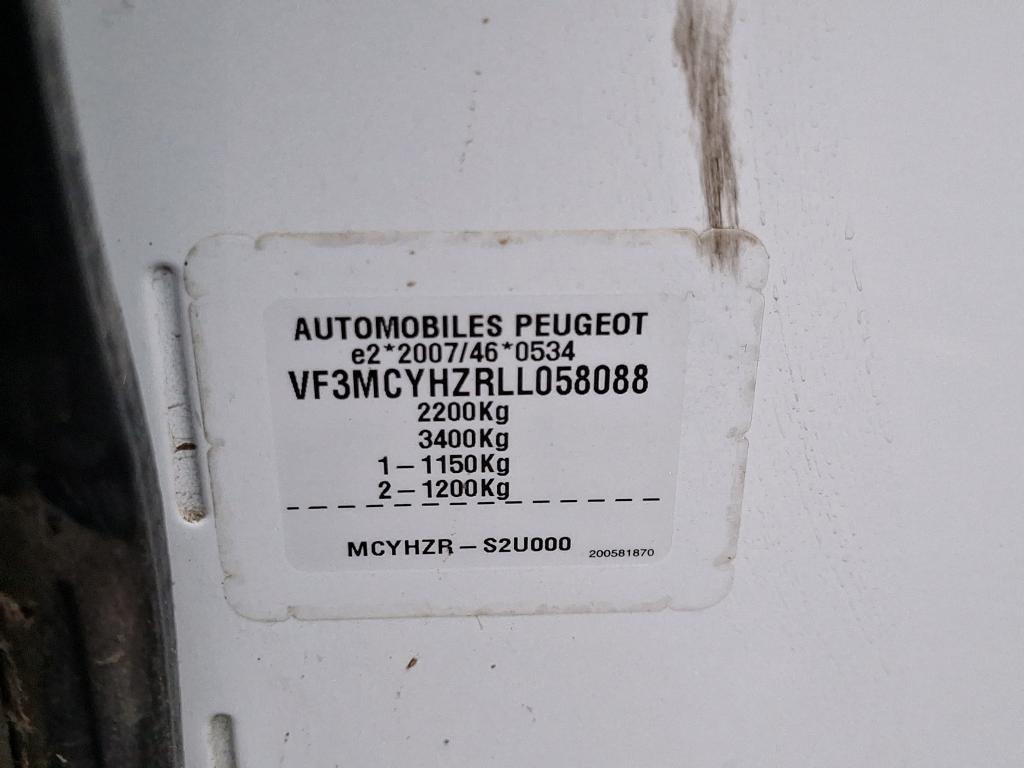 AUTOMOBILES PEUGEOT
e2*2007/46*0534
VF3MCYHZRLL058088
2200Kg
3400Kg
1–1150Kg
2–1200Kg
MCYHZR–S2U000 200581870